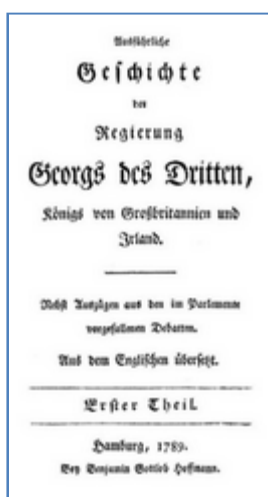 Ausführliche
Geschichte
der
Regierung
Georgs des Dritten,
Königs von Großbritannien und
Irland.
Nebst Auszügen aus den im Parlemente
vorgefallenen Debatten.
Aus dem Englischen übersetzt.
Erster Theil.
Hamburg, 1789.
Bey Benjamin Gottlob Hoffmann.